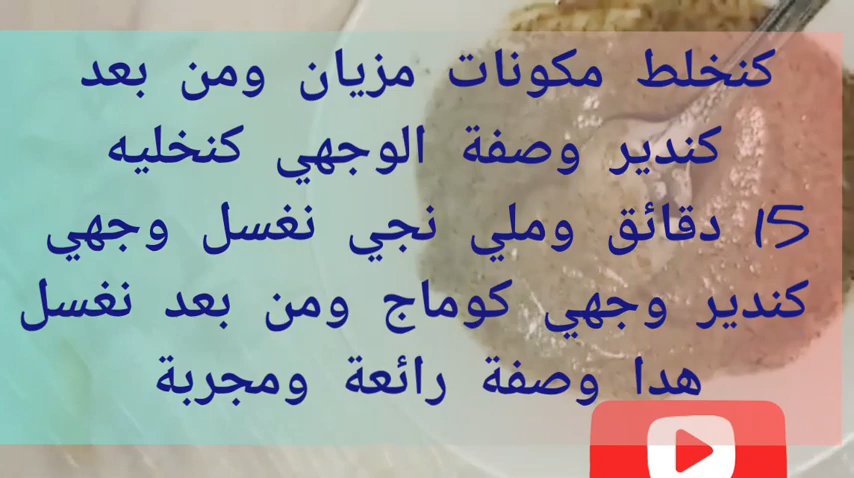 كنخلط مكونات مزيان ومن بعد
كندير وصفة الوجهي كنخليه
15 دقائق وملي نجي نغسل وجهي
كندير وجهي كوماج ومن بعد نغسل
هدا وصفة رائعة ومجربة